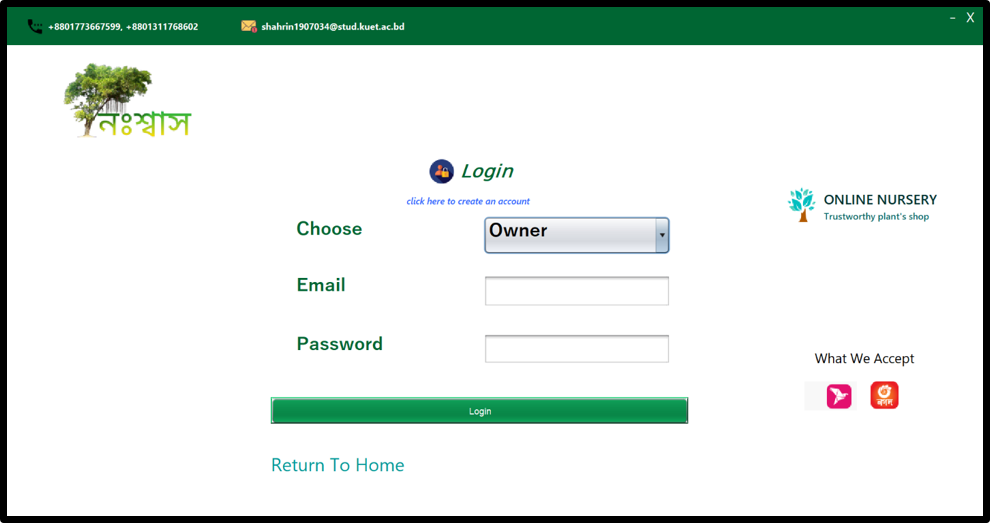 +8801773667599, +8801311768602
shahrin1907034@stud.kuet.ac.bd
– X
নঃশ্বাস
Login
click here to create an account
ONLINE NURSERY
Trustworthy plant's shop
Choose
Owner
Email
Password
What We Accept
নগদ
Login
Return To Home